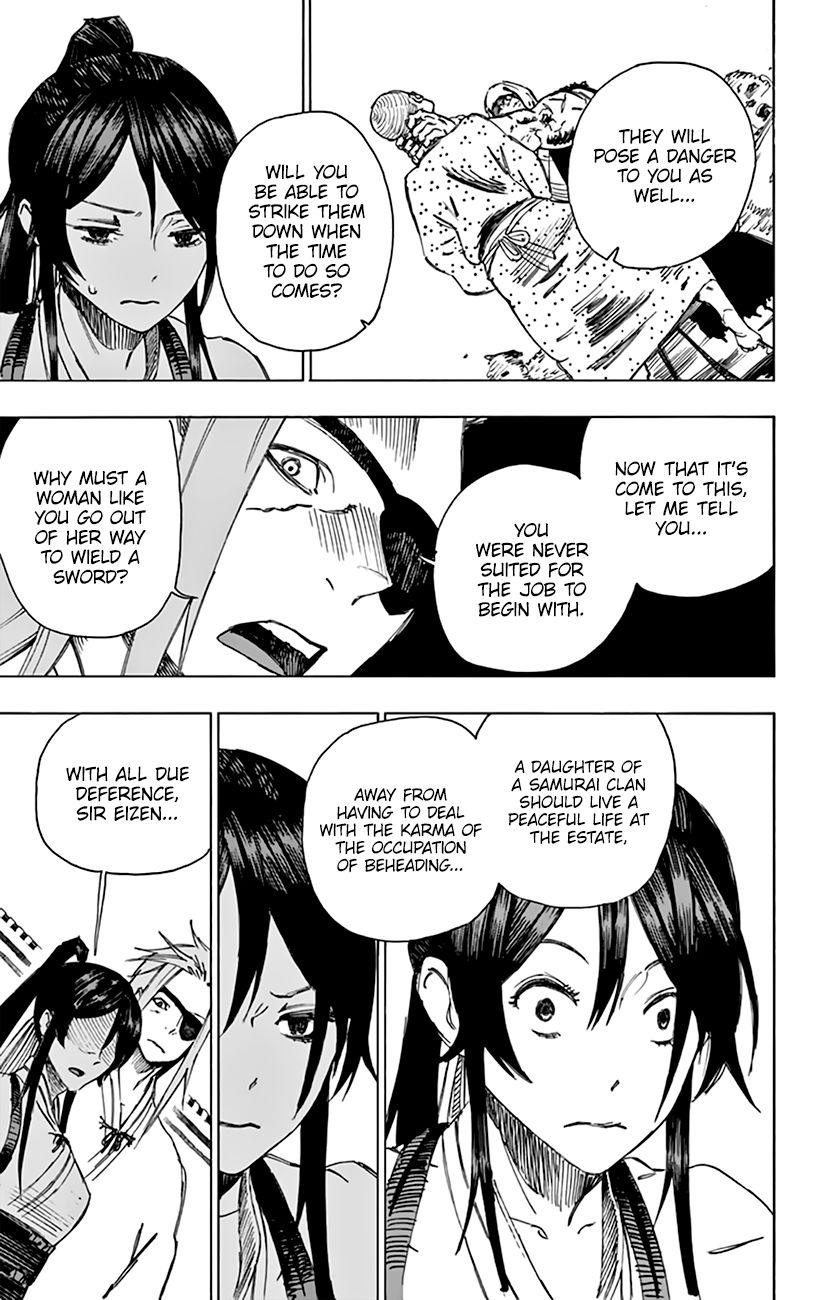 THEY WILL
POSE A DANGER
TO YOU AS
WELL...
WILL YOU
BE ABLE TO
STRIKE THEM
DOWN WHEN
THE TIME
TO DO SO
COMES?
NOW THAT IT'S
COME TO THIS,
LET ME TELL
YOU...
YOU
WERE NEVER
SUITED FOR
THE JOB TO
BEGIN WITH.
WHY MUST A
WOMAN LIKE
YOU GO OUT
OF HER WAY
TO WIELD A
SWORD?
A DAUGHTER OF
A SAMURAI CLAN
SHOULD LIVE A
PEACEFUL LIFE AT
THE ESTATE,
AWAY FROM
HAVING TO DEAL
WITH THE KARMA OF
THE OCCUPATION
OF BEHEADING...
WITH ALL DUE
DEFERENCE,
SIR EIZEN...